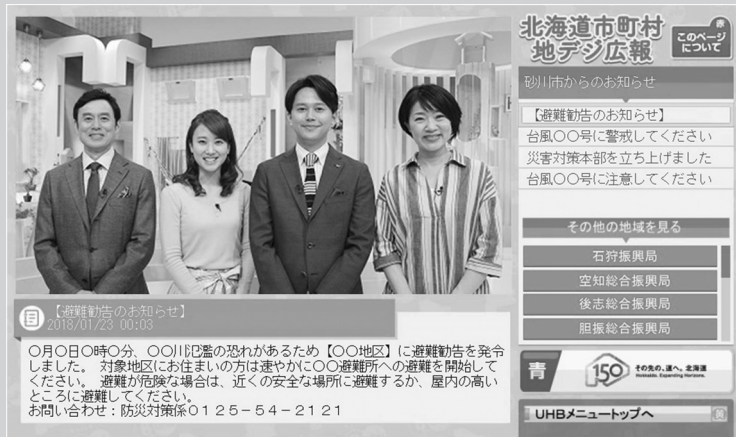 北海道市町村
地デジ広報
赤
このページ
について
砂川市からのお知らせ
【避難勧告のお知らせ】
台風〇〇号に警戒してください
災害対策本部を立ち上げました
台風〇〇号に注意してください
その他の地域を見る
石狩振興局
空知総合振興局
後志総合振興局
胆振総合振興局
【避難勧告のお知らせ】
2018/01/23 00:03
〇月〇日〇時〇分、〇〇川氾濫の恐れがあるため【〇〇地区】に避難勧告を発令
しました。 対象地区にお住まいの方は速やかに〇〇避難所への避難を開始して
ください。 避難が危険な場合は、近くの安全な場所に避難するか、屋内の高い
ところに避難してください。
お問い合わせ：防災対策係０１２５－５４－２１２１
青
150
その先の、道へ。北海道
Hokkaido. Expanding Horizons.
UHBメニュートップへ